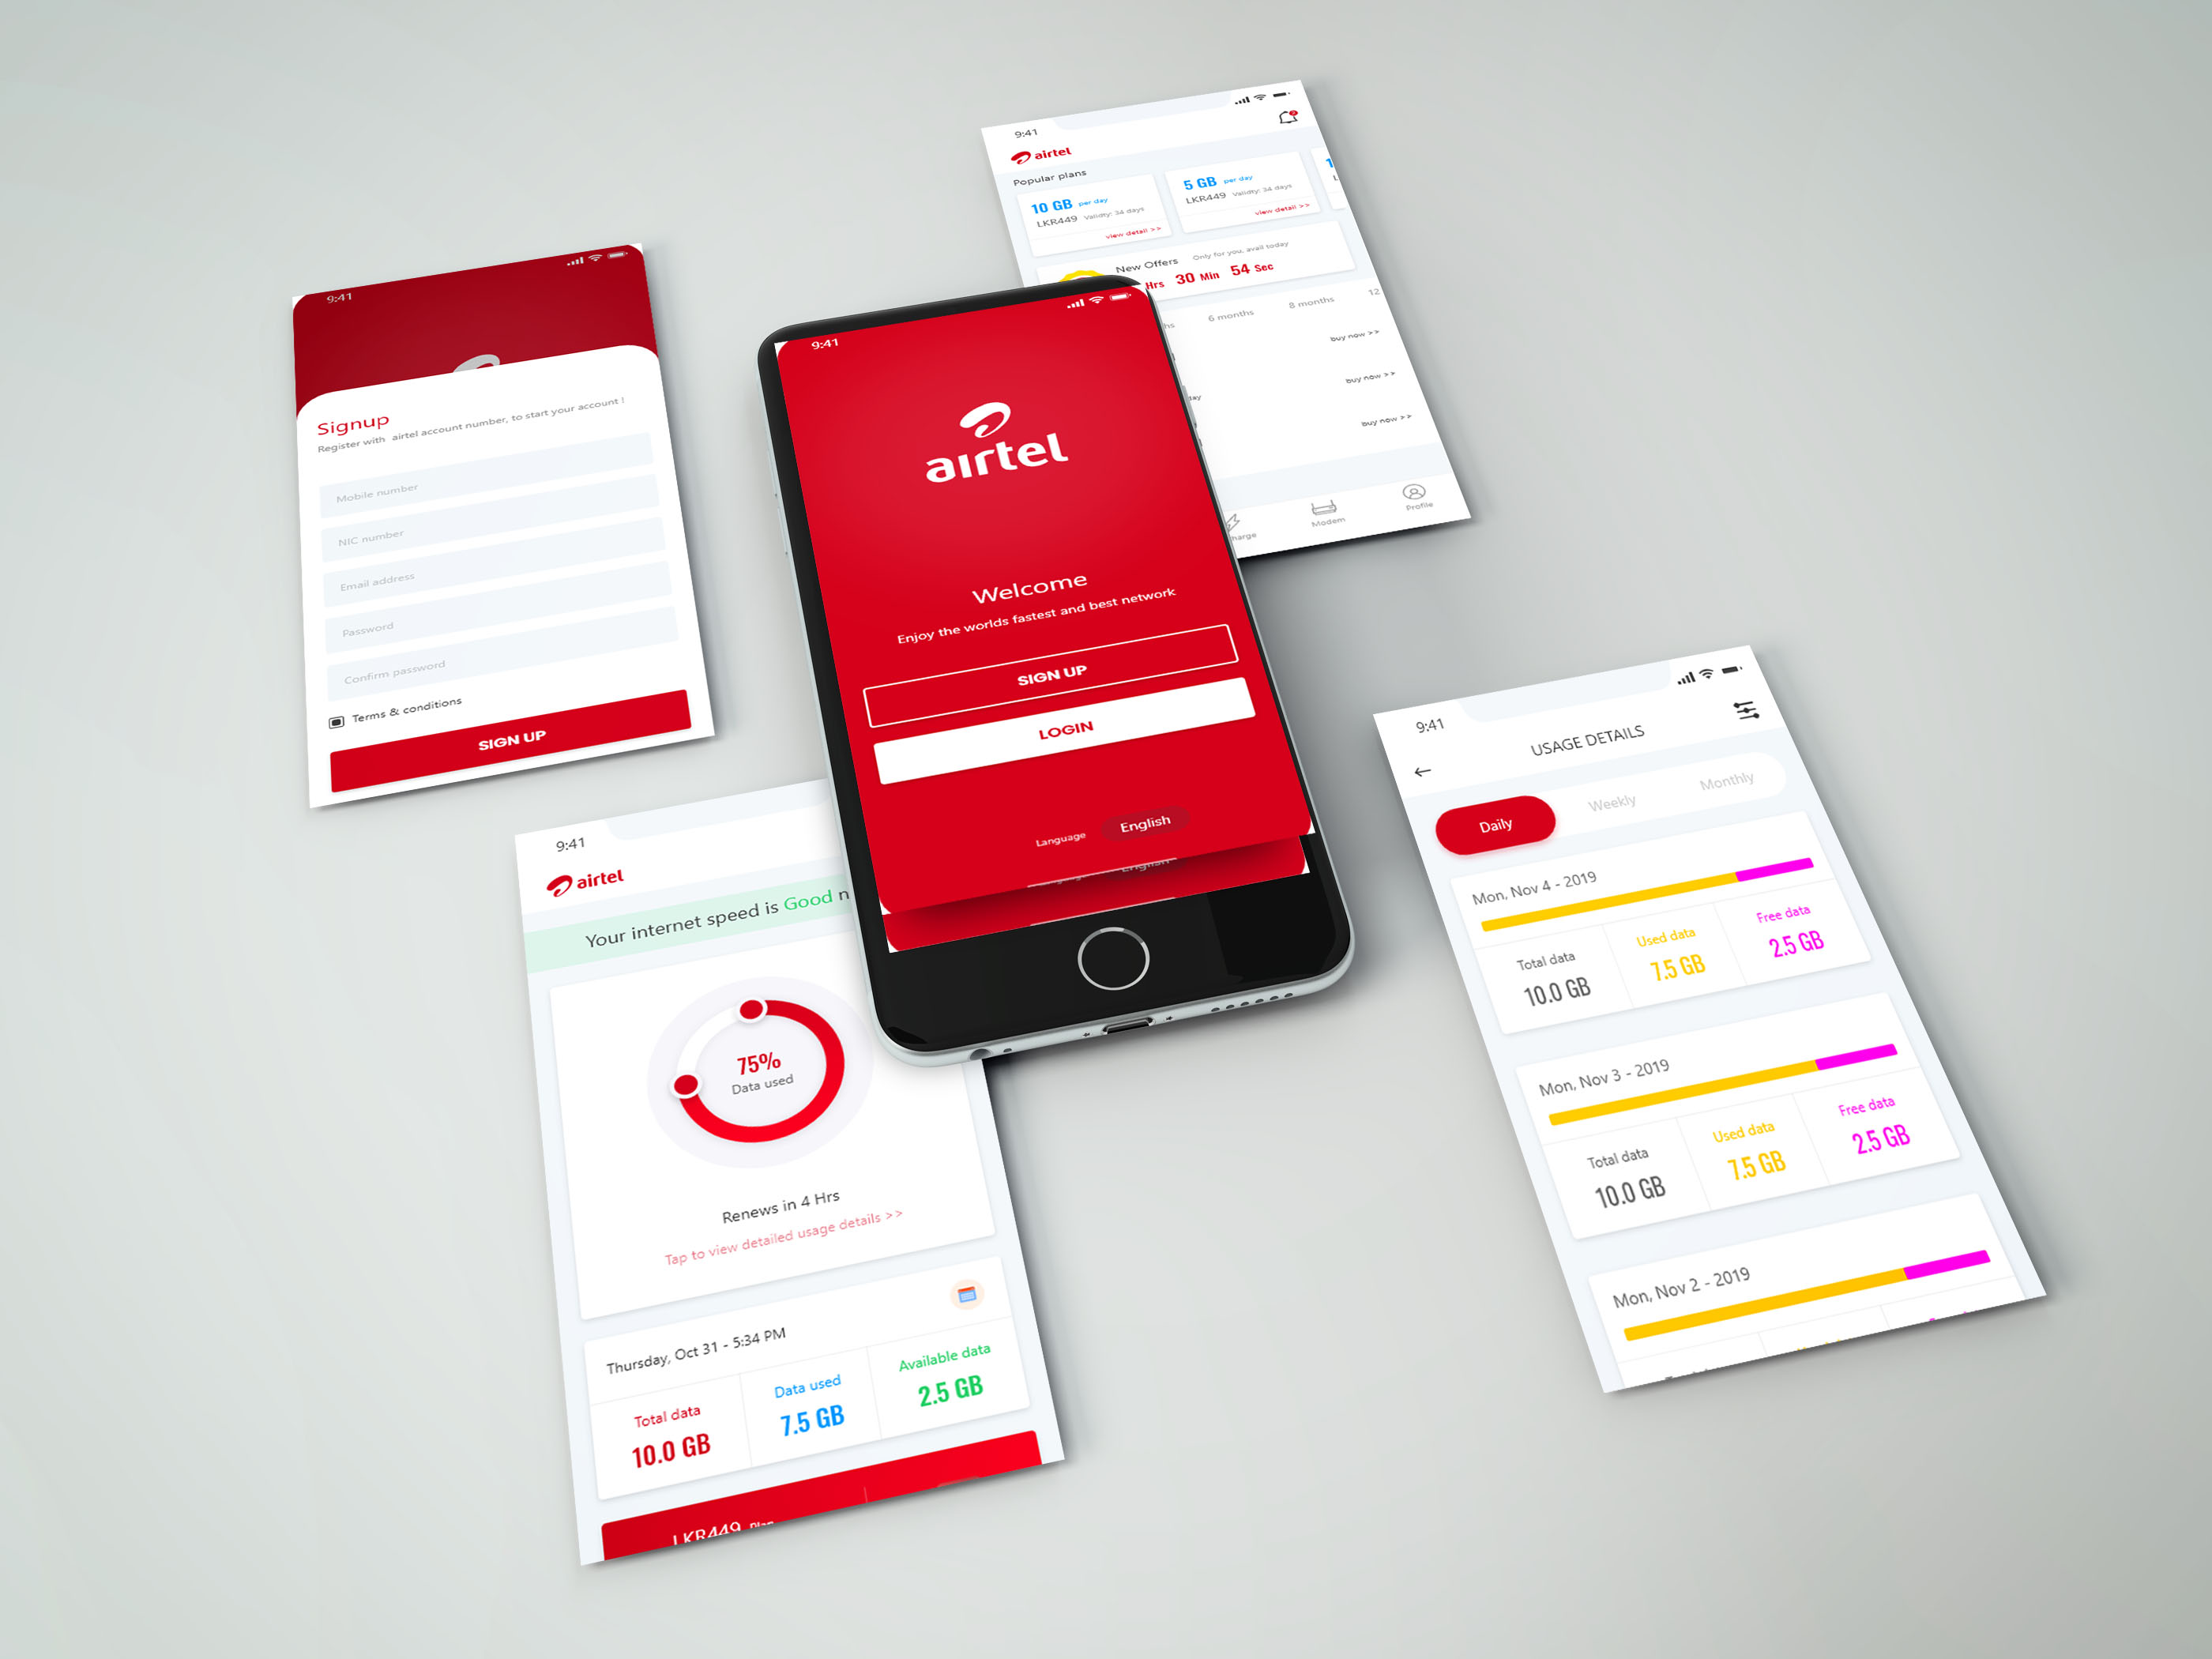 9:41
Signup
Register with airtel account number, to start your account !
Mobile number
NIC number
Email address
Password
Confirm password
Terms & conditions
SIGN UP
9:41
airtel
Popular plans
10 GB per day
LKR449 Validity: 34 days
view detail >>
5 GB per day
LKR449 Validity: 34 days
view detail >>
New Offers Only for you, avail today
Hrs 30 Min 54 Sec
6 months 8 months 12
buy now >>
buy now >>
buy now >>
Modem
Profile
9:41
airtel
Welcome
Enjoy the worlds fastest and best network
SIGN UP
LOGIN
Language English
9:41
airtel
Your internet speed is Good n
75%
Data used
Renews in 4 Hrs
Tap to view detailed usage details >>
Thursday, Oct 31 - 5:34 PM
Total data
10.0 GB
Data used
7.5 GB
Available data
2.5 GB
LKR449 Plan
9:41
USAGE DETAILS
Daily
Weekly
Monthly
Mon, Nov 4 - 2019
Total data
10.0 GB
Used data
7.5 GB
Free data
2.5 GB
Mon, Nov 3 - 2019
Total data
10.0 GB
Used data
7.5 GB
Free data
2.5 GB
Mon, Nov 2 - 2019